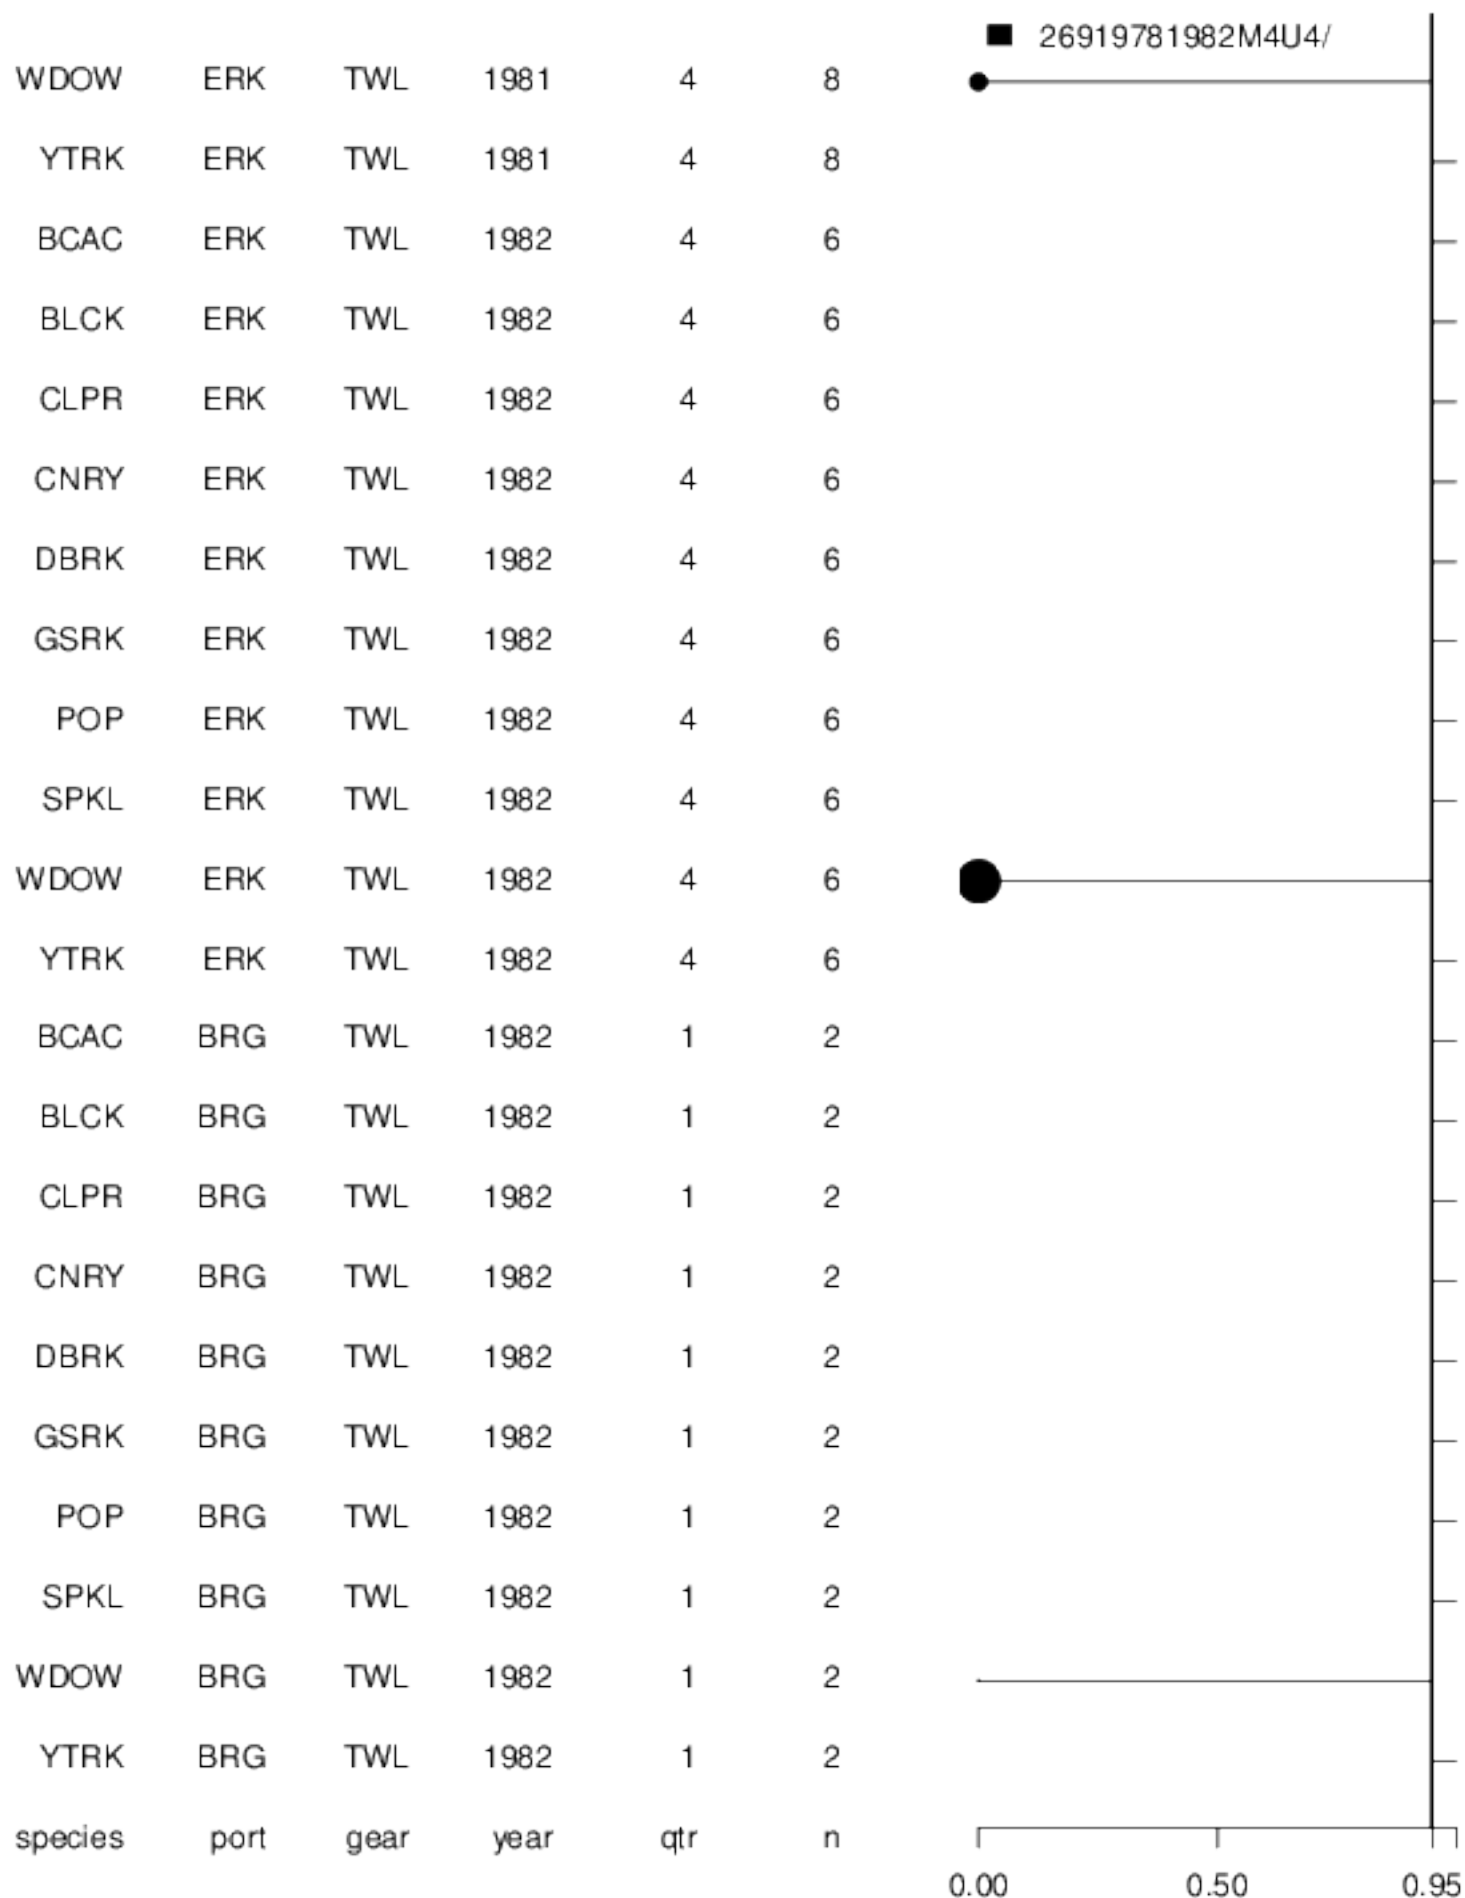 26919781982M4U4/
WDOW ERK TWL 1981 4 8
YTRK ERK TWL 1981 4 8
BCAC ERK TWL 1982 4 6
BLCK ERK TWL 1982 4 6
CLPR ERK TWL 1982 4 6
CNRY ERK TWL 1982 4 6
DBRK ERK TWL 1982 4 6
GSRK ERK TWL 1982 4 6
POP ERK TWL 1982 4 6
SPKL ERK TWL 1982 4 6
WDOW ERK TWL 1982 4 6
YTRK ERK TWL 1982 4 6
BCAC BRG TWL 1982 1 2
BLCK BRG TWL 1982 1 2
CLPR BRG TWL 1982 1 2
CNRY BRG TWL 1982 1 2
DBRK BRG TWL 1982 1 2
GSRK BRG TWL 1982 1 2
POP BRG TWL 1982 1 2
SPKL BRG TWL 1982 1 2
WDOW BRG TWL 1982 1 2
YTRK BRG TWL 1982 1 2
species port gear year qtr n
0.00 0.50 0.95